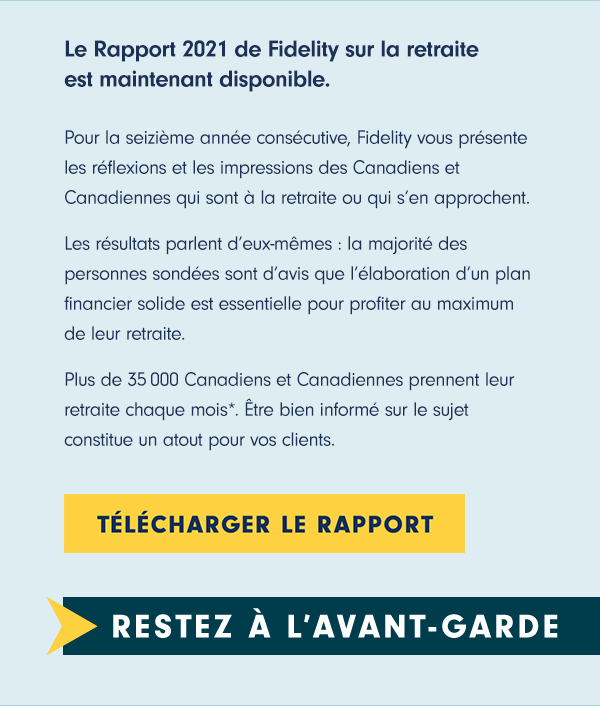 Le Rapport 2021 de Fidelity sur la retraite
est maintenant disponible.
Pour la seizième année consécutive, Fidelity vous présente
les réflexions et les impressions des Canadiens et
Canadiennes qui sont à la retraite ou qui s’en approchent.
Les résultats parlent d’eux-mêmes : la majorité des
personnes sondées sont d’avis que l’élaboration d’un plan
financier solide est essentielle pour profiter au maximum
de leur retraite.
Plus de 35 000 Canadiens et Canadiennes prennent leur
retraite chaque mois*. Être bien informé sur le sujet
constitue un atout pour vos clients.
TÉLÉCHARGER LE RAPPORT
RESTEZ À L’AVANT-GARDE